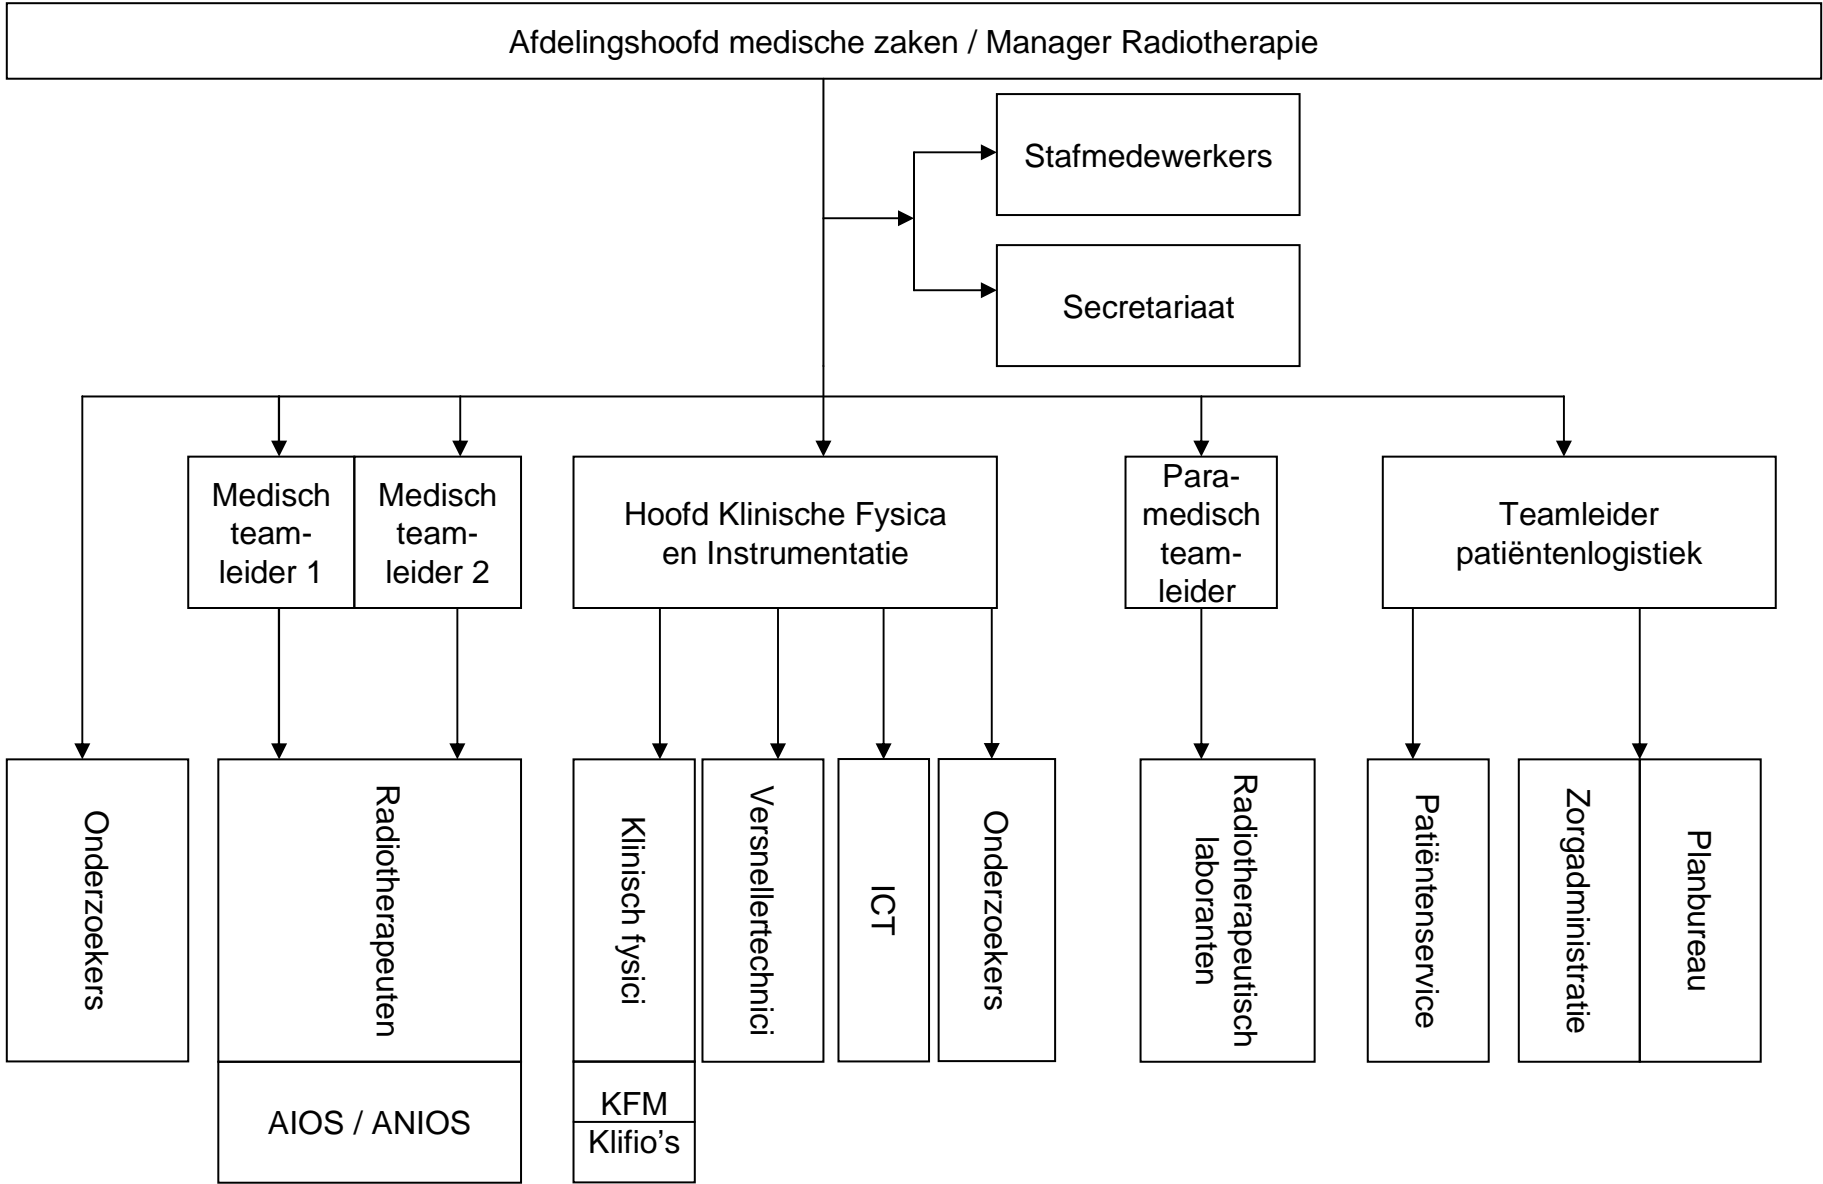 Afdelingshoofd medische zaken / Manager Radiotherapie
Stafmedewerkers
Secretariaat
Medisch
team-
leider 1
Medisch
team-
leider 2
Hoofd Klinische Fysica
en Instrumentatie
Para-
medisch
team-
leider
Teamleider
patiëntenlogistiek
Onderzoekers
Radiotherapeuten
Klinisch fysici
Versnellertechnici
ICT
Onderzoekers
Radiotherapeutisch
laboranten
Patiëntenservice
Zorgadministratie
Planbureau
AIOS / ANIOS
KFM
Klifio’s